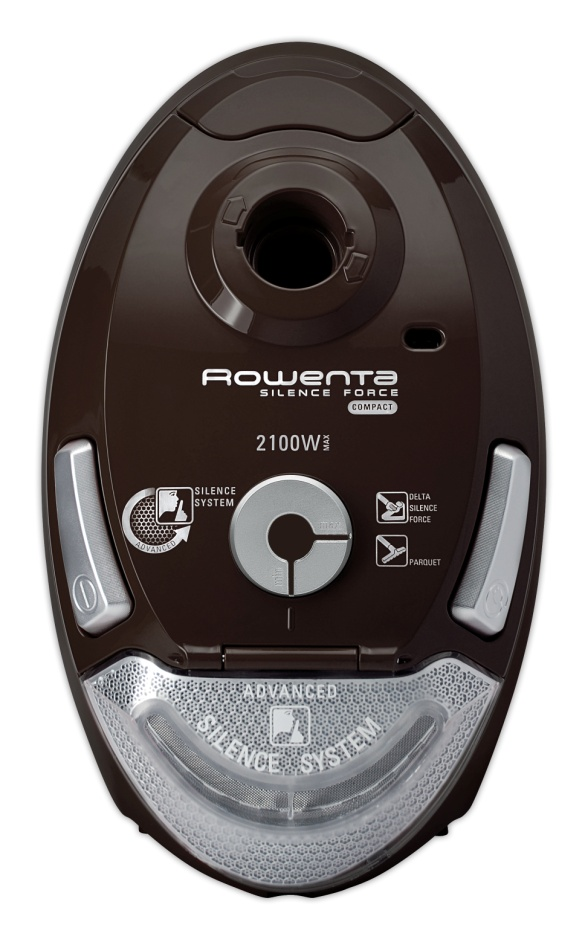 Rowenta
SILENCE FORCE
COMPACT
2100W MAX
SILENCE
SYSTEM
ADVANCED
DELTA
SILENCE
FORCE
PARQUET
ADVANCED
SILENCE SYSTEM